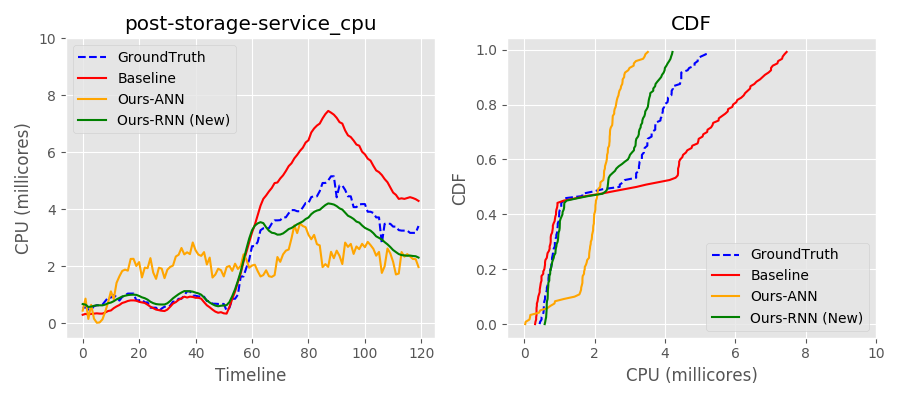 post-storage-service_cpu
CPU (millicores)
10
8
6
4
2
0
GroundTruth
Baseline
Ours-ANN
Ours-RNN (New)
0 20 40 60 80 100 120
Timeline
CDF
CDF
1.0
0.8
0.6
0.4
0.2
0.0
GroundTruth
Baseline
Ours-ANN
Ours-RNN (New)
0 2 4 6 8 10
CPU (millicores)